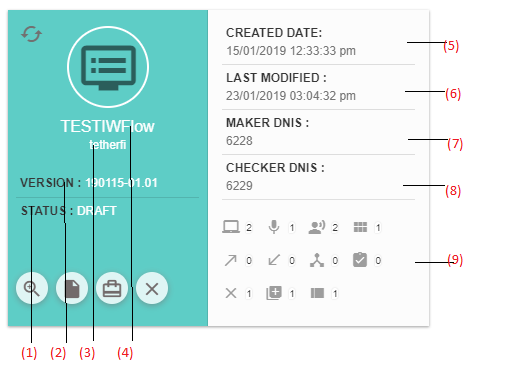 TESTIWFlow
tetherfi
VERSION : 190115-01.01
STATUS : DRAFT
(1) (2) (3) (4)
CREATED DATE:
15/01/2019 12:33:33 pm
(5)
LAST MODIFIED :
23/01/2019 03:04:32 pm
(6)
MAKER DNIS :
6228
(7)
CHECKER DNIS :
6229
(8)
2 1 2 1
0 0 0 0
(9)
1 1 1